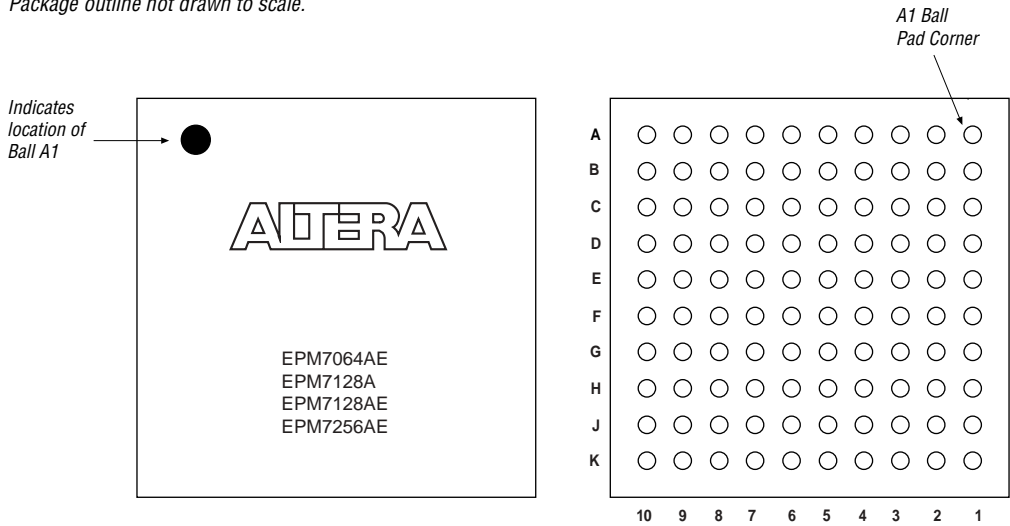 Package outline not drawn to scale.
A1 Ball
Pad Corner
Indicates
location of
Ball A1
ALTERA
EPM7064AE
EPM7128A
EPM7128AE
EPM7256AE
A
B
C
D
E
F
G
H
J
K
10 9 8 7 6 5 4 3 2 1